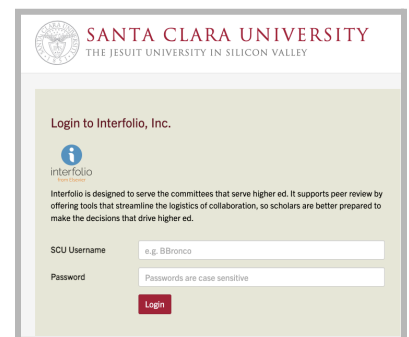 SANTA CLARA UNIVERSITY
THE JESUIT UNIVERSITY IN SILICON VALLEY
Login to Interfolio, Inc.
interfolio
Interfolio is designed to serve the committees that serve higher ed. It supports peer review by
offering tools that streamline the logistics of collaboration, so scholars are better prepared to
make the decisions that drive higher ed.
SCU Username
e.g. BBronco
Password
Passwords are case sensitive
Login